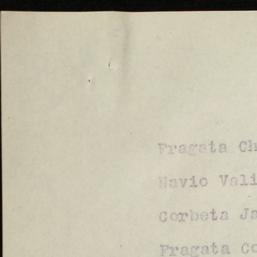 Fragata Ch
Navio Vali
Corbeta Ja
Fragata Co